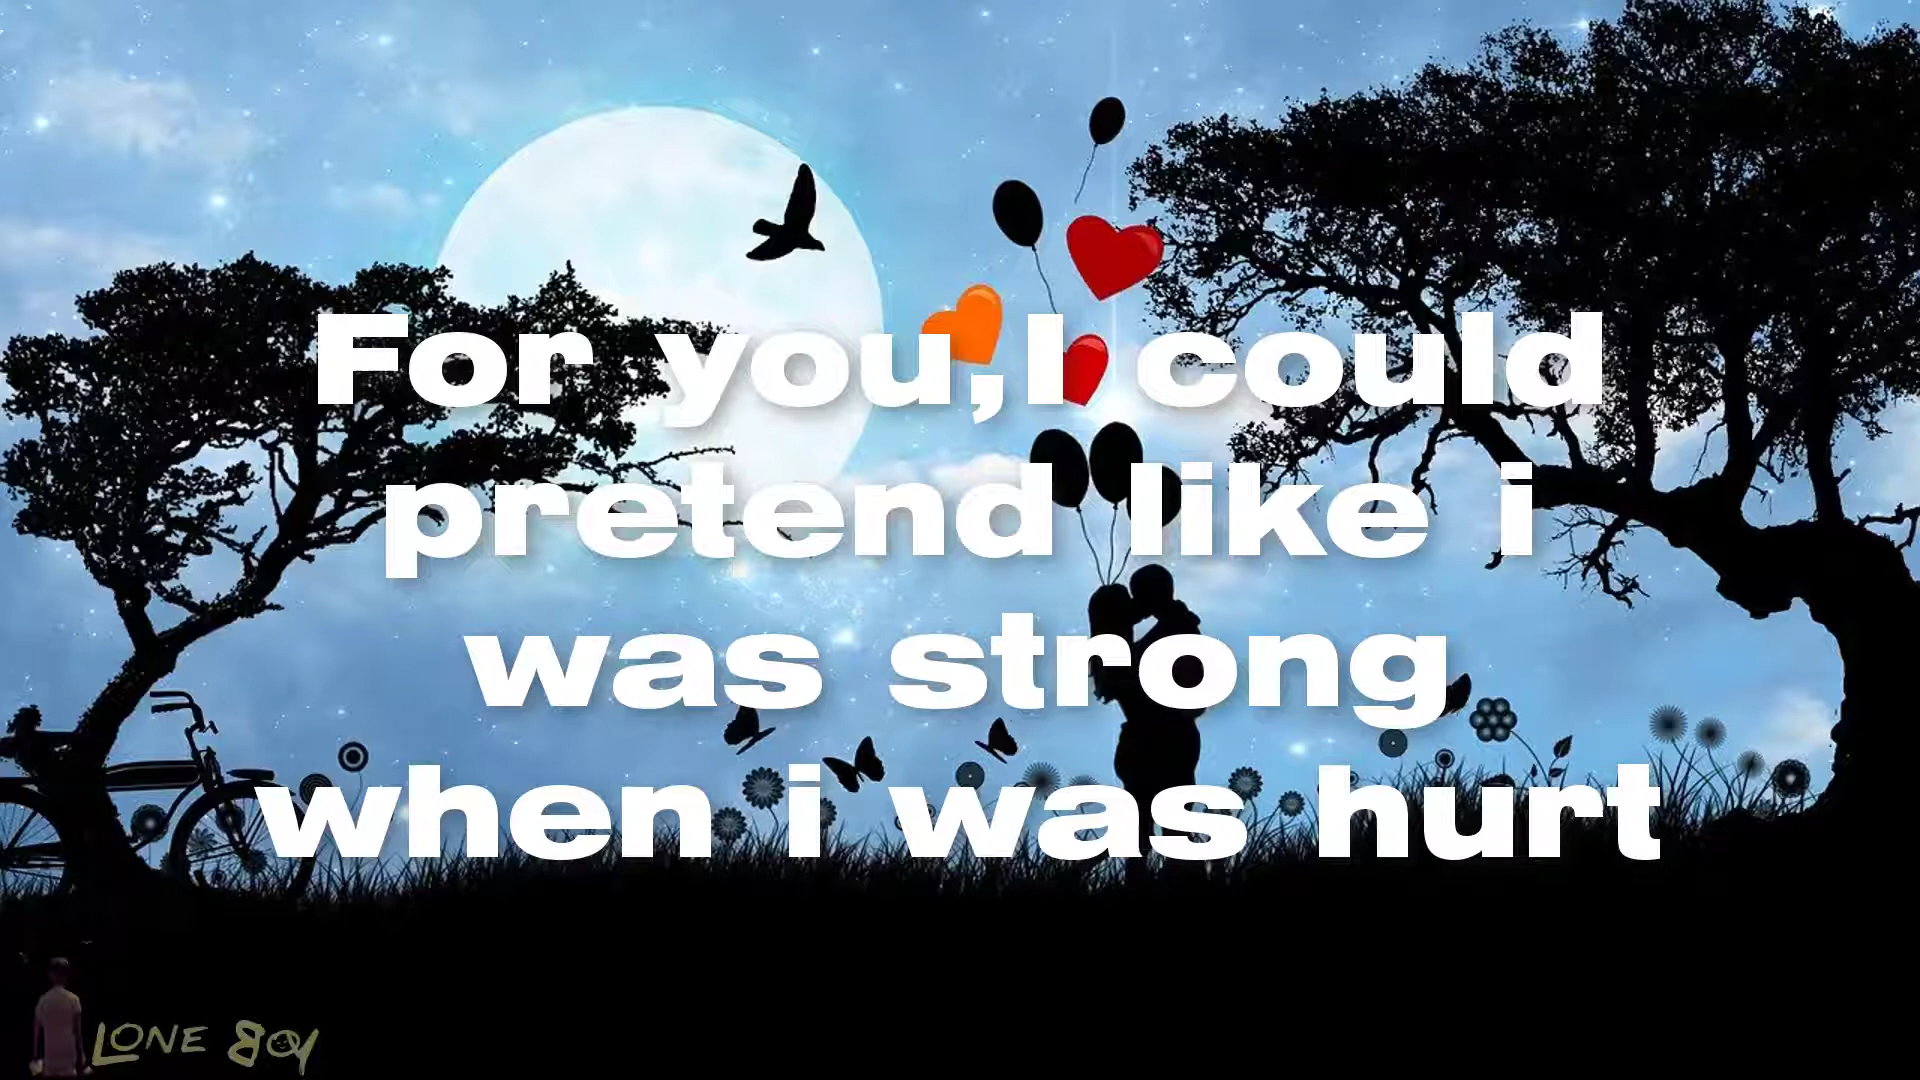 For you,I could
pretend like i
was strong
when i was hurt
LONE BOY